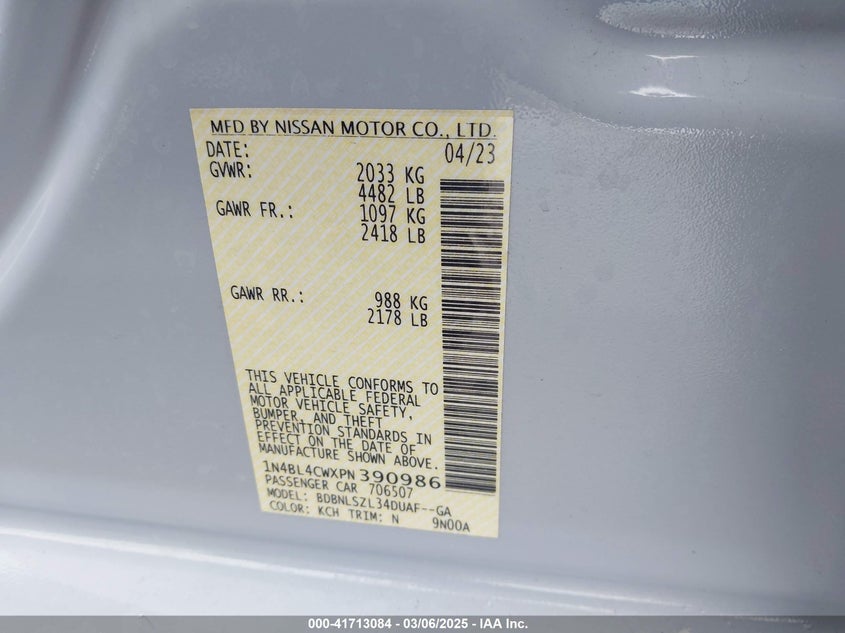 MFD BY NISSAN MOTOR CO., LTD.
DATE: 04/23
GVWR: 2033 KG
4482 LB
GAWR FR.: 1097 KG
2418 LB
GAWR RR.: 988 KG
2178 LB
THIS VEHICLE CONFORMS TO
ALL APPLICABLE FEDERAL
MOTOR VEHICLE SAFETY,
BUMPER, AND THEFT
PREVENTION STANDARDS IN
EFFECT ON THE DATE OF
MANUFACTURE SHOWN ABOVE.
1N4BL4CWXPN390986
PASSENGER CAR 706507
MODEL: BDBNLSZL34DUAF--GA
COLOR: KCH TRIM: N 9N00A
000-41713084 - 03/06/2025 - IAA Inc.